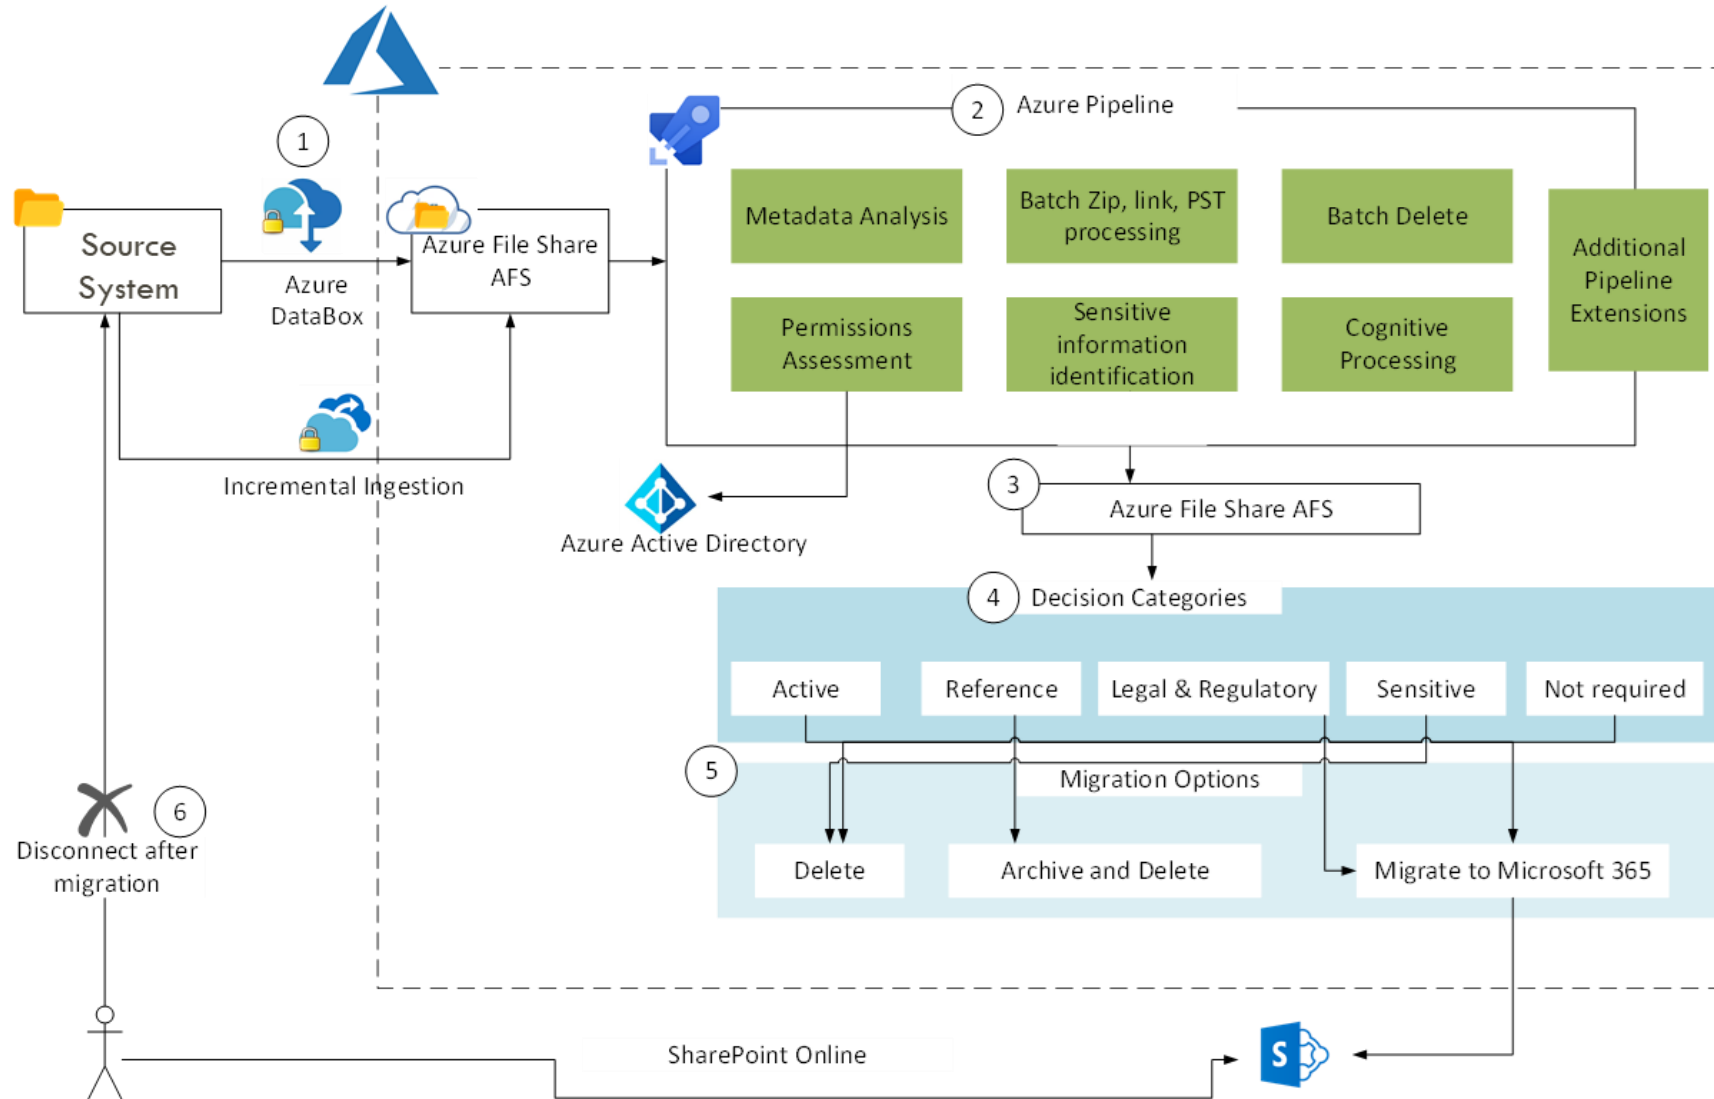 1
Source
System
Azure
DataBox
Azure File Share
AFS
Incremental Ingestion
2
Azure Pipeline
Metadata Analysis
Batch Zip, link, PST
processing
Batch Delete
Additional
Pipeline
Extensions
Permissions
Assessment
Sensitive
information
identification
Cognitive
Processing
Azure Active Directory
3
Azure File Share AFS
4
Decision Categories
Active
Reference
Legal & Regulatory
Sensitive
Not required
5
Migration Options
Delete
Archive and Delete
Migrate to Microsoft 365
6
Disconnect after
migration
SharePoint Online
S